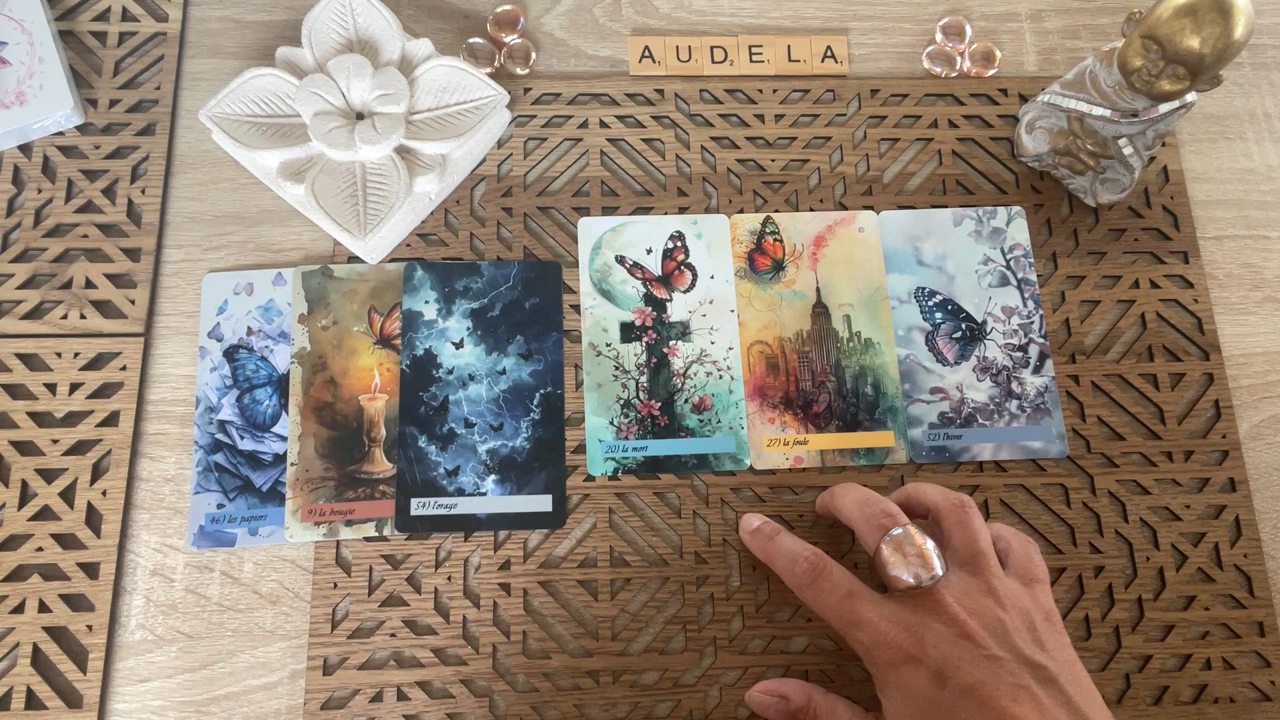 AUDELA
46) les papiers
9) la bougie
54) l'orage
20) la mort
27) la foule
52) l'hiver